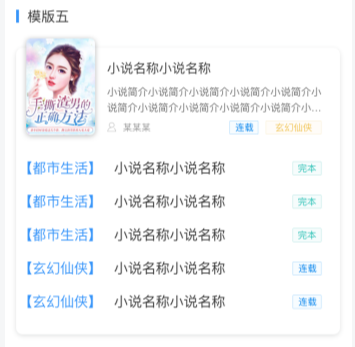 模版五
手撕渣男的
正确方法
小说名称小说名称
小说简介小说简介小说简介小说简介小说简介小
说简介小说简介小说简介小说简介小说简介小...
某某某 连载 玄幻仙侠
【都市生活】 小说名称小说名称 完本
【都市生活】 小说名称小说名称 完本
【都市生活】 小说名称小说名称 完本
【玄幻仙侠】 小说名称小说名称 连载
【玄幻仙侠】 小说名称小说名称 连载